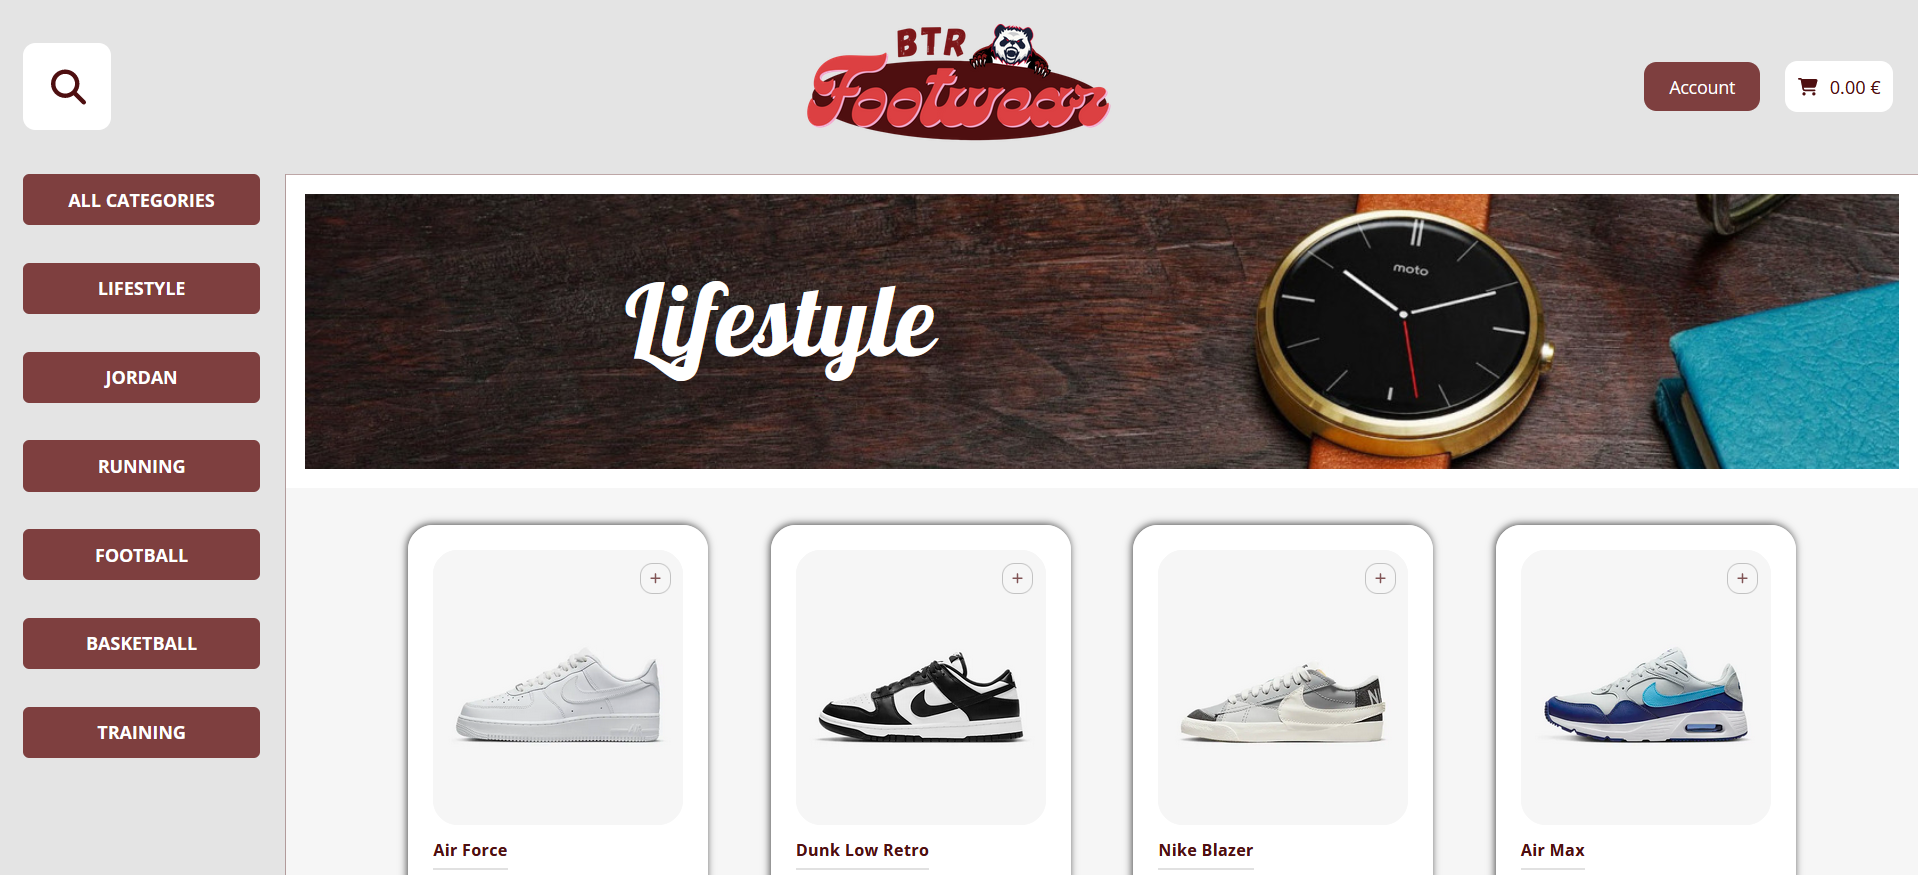 BTR
Footwear
Account
0.00 €
ALL CATEGORIES
LIFESTYLE
JORDAN
RUNNING
FOOTBALL
BASKETBALL
TRAINING
Lifestyle
moto
+
+
+
+
Air Force
Dunk Low Retro
Nike Blazer
Air Max